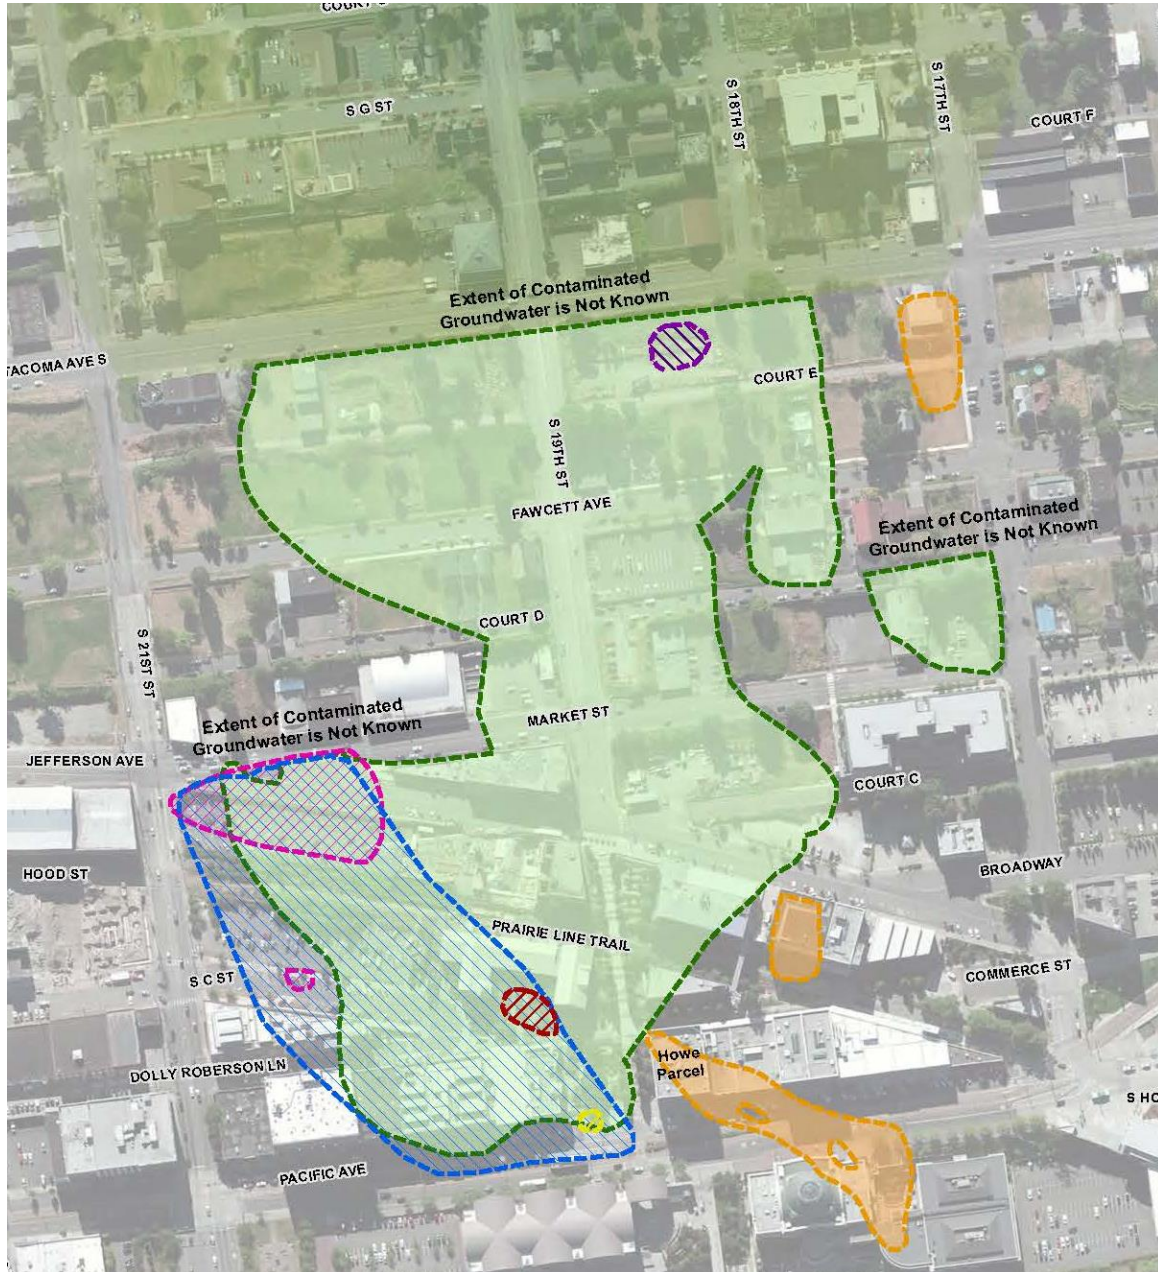 S G ST
S 18TH ST
S 17TH ST
COURT F
Extent of Contaminated
Groundwater is Not Known
TACOMA AVE S
COURT E
S 19TH ST
FAWCETT AVE
Extent of Contaminated
Groundwater is Not Known
COURT D
S 21ST ST
Extent of Contaminated
Groundwater is Not Known
MARKET ST
JEFFERSON AVE
COURT C
HOOD ST
BROADWAY
PRAIRIE LINE TRAIL
S C ST
COMMERCE ST
Howe
Parcel
DOLLY ROBERSON LN
S HO
PACIFIC AVE